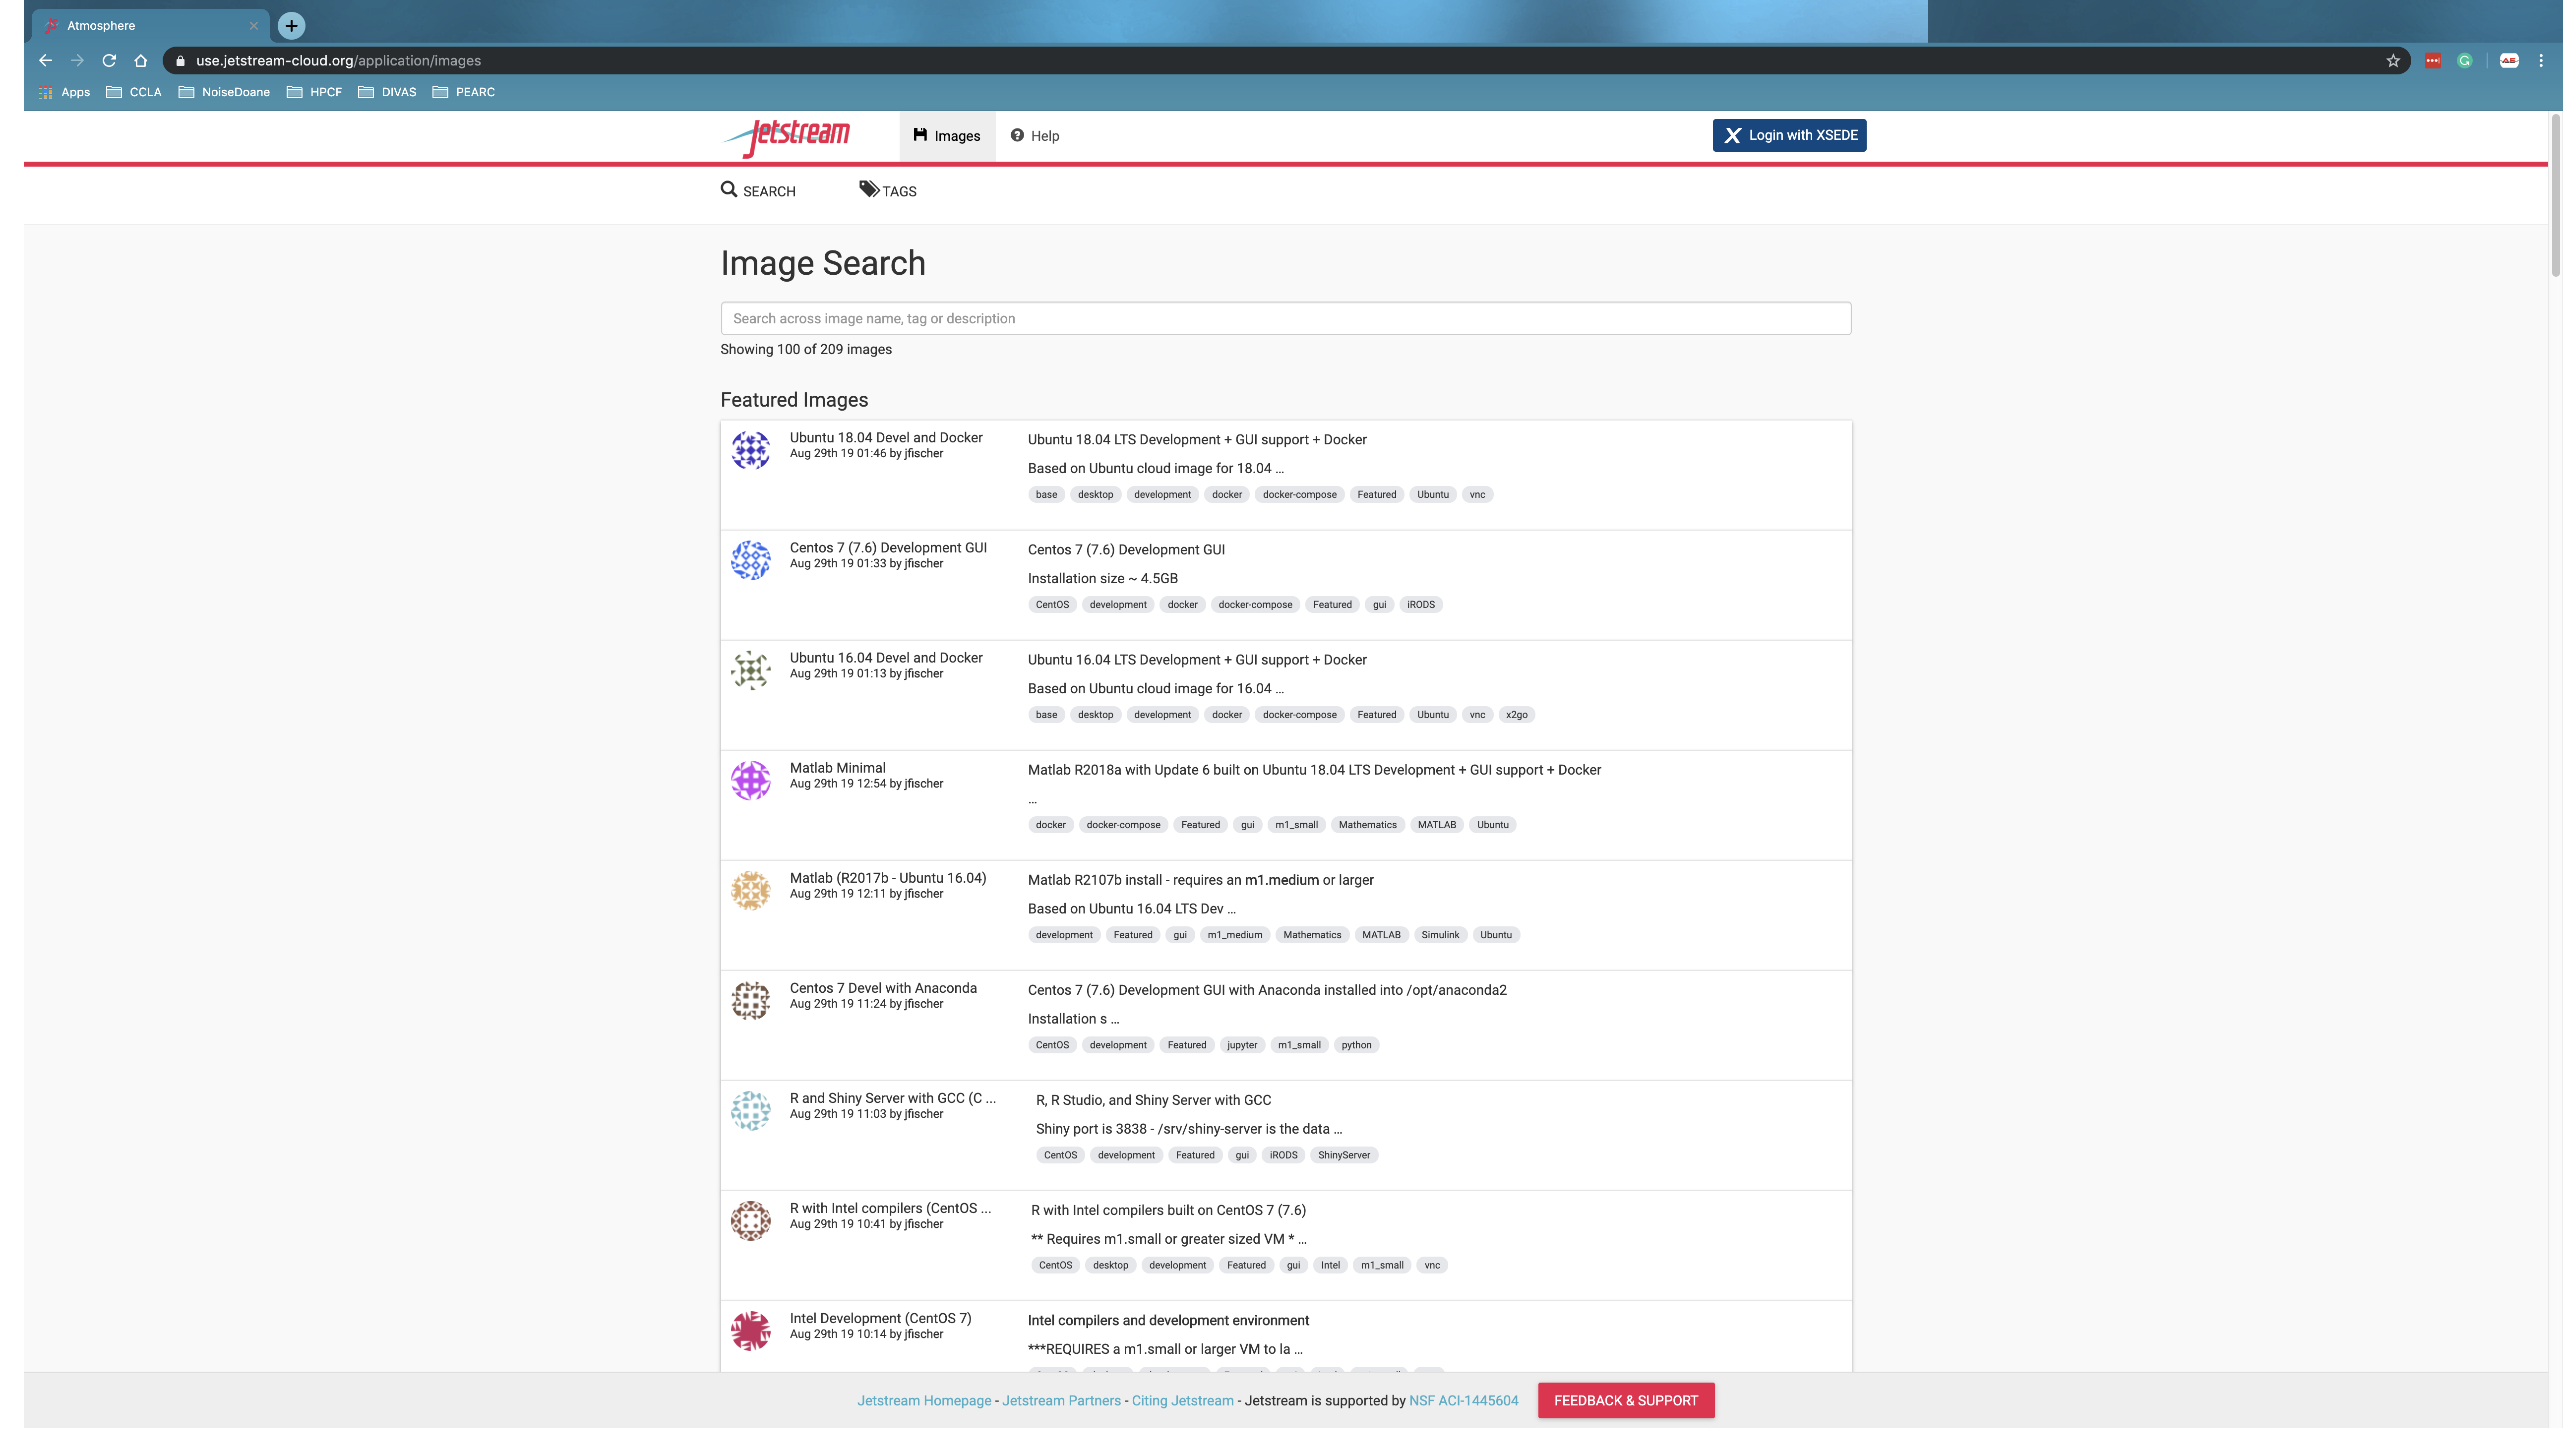 Atmosphere
use.jetstream-cloud.org/application/images
Apps CCLA NoiseDoane HPCF DIVAS PEARC
Jetstream Images Help Login with XSEDE
SEARCH TAGS
Image Search
Search across image name, tag or description
Showing 100 of 209 images
Featured Images
Ubuntu 18.04 Devel and Docker
Aug 29th 19 01:46 by jfischer
Ubuntu 18.04 LTS Development + GUI support + Docker
Based on Ubuntu cloud image for 18.04 ...
base desktop development docker docker-compose Featured Ubuntu vnc
Centos 7 (7.6) Development GUI
Aug 29th 19 01:33 by jfischer
Centos 7 (7.6) Development GUI
Installation size ~ 4.5GB
CentOS development docker docker-compose Featured gui iRODS
Ubuntu 16.04 Devel and Docker
Aug 29th 19 01:13 by jfischer
Ubuntu 16.04 LTS Development + GUI support + Docker
Based on Ubuntu cloud image for 16.04 ...
base desktop development docker docker-compose Featured Ubuntu vnc x2go
Matlab Minimal
Aug 29th 19 12:54 by jfischer
Matlab R2018a with Update 6 built on Ubuntu 18.04 LTS Development + GUI support + Docker
...
docker docker-compose Featured gui m1_small Mathematics MATLAB Ubuntu
Matlab (R2017b - Ubuntu 16.04)
Aug 29th 19 12:11 by jfischer
Matlab R2107b install - requires an m1.medium or larger
Based on Ubuntu 16.04 LTS Dev ...
development Featured gui m1_medium Mathematics MATLAB Simulink Ubuntu
Centos 7 Devel with Anaconda
Aug 29th 19 11:24 by jfischer
Centos 7 (7.6) Development GUI with Anaconda installed into /opt/anaconda2
Installation s ...
CentOS development Featured jupyter m1_small python
R and Shiny Server with GCC (C ...
Aug 29th 19 11:03 by jfischer
R, R Studio, and Shiny Server with GCC
Shiny port is 3838 - /srv/shiny-server is the data ...
CentOS development Featured gui iRODS ShinyServer
R with Intel compilers (CentOS ...
Aug 29th 19 10:41 by jfischer
R with Intel compilers built on CentOS 7 (7.6)
** Requires m1.small or greater sized VM * ...
CentOS desktop development Featured gui Intel m1_small vnc
Intel Development (CentOS 7)
Aug 29th 19 10:14 by jfischer
Intel compilers and development environment
***REQUIRES a m1.small or larger VM to la ...
Jetstream Homepage - Jetstream Partners - Citing Jetstream - Jetstream is supported by NSF ACI-1445604 FEEDBACK & SUPPORT